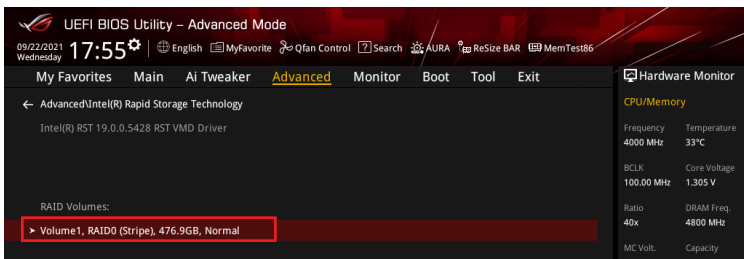 UEFI BIOS Utility – Advanced Mode
09/22/2021 Wednesday 17:55 English MyFavorite Qfan Control ? Search AURA ReSize BAR MemTest86
My Favorites Main Ai Tweaker Advanced Monitor Boot Tool Exit
Hardware Monitor
← Advanced\Intel(R) Rapid Storage Technology
Intel(R) RST 19.0.0.5428 RST VMD Driver
RAID Volumes:
Volume1, RAID0 (Stripe), 476.9GB, Normal
CPU/Memory
Frequency Temperature
4000 MHz 33°C
BCLK Core Voltage
100.00 MHz 1.305 V
Ratio DRAM Freq.
40x 4800 MHz
MC Volt. Capacity